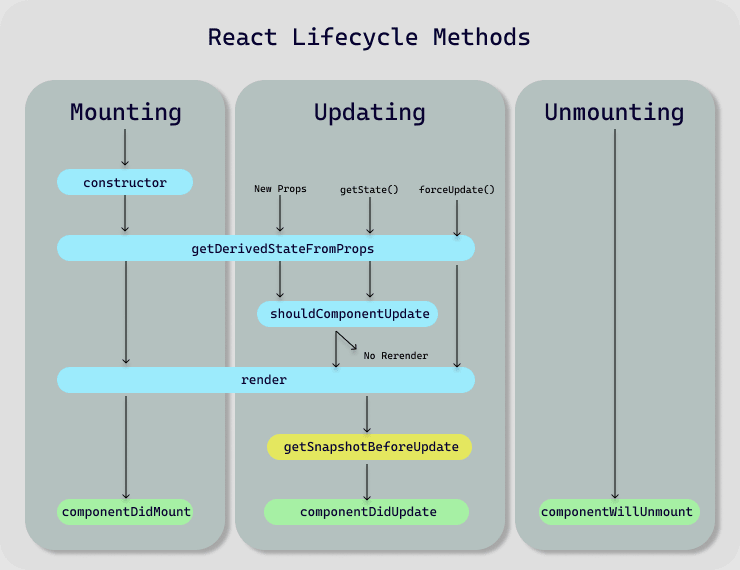 React Lifecycle Methods
Mounting
Updating
Unmounting
constructor
New Props
getState()
forceUpdate()
getDerivedStateFromProps
shouldComponentUpdate
No Rerender
render
getSnapshotBeforeUpdate
componentDidMount
componentDidUpdate
componentWillUnmount